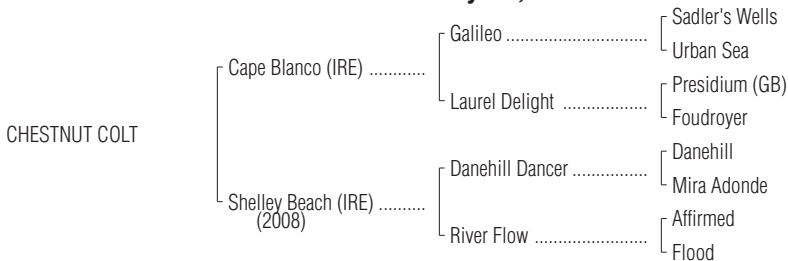 Sadler's Wells
Galileo ................................
Urban Sea
Cape Blanco (IRE) ............
Presidium (GB)
Laurel Delight ...................
Foudroyer
CHESTNUT COLT
Danehill
Danehill Dancer .................
Mira Adonde
Shelley Beach (IRE) ..........
(2008)
Affirmed
River Flow .........................
Flood